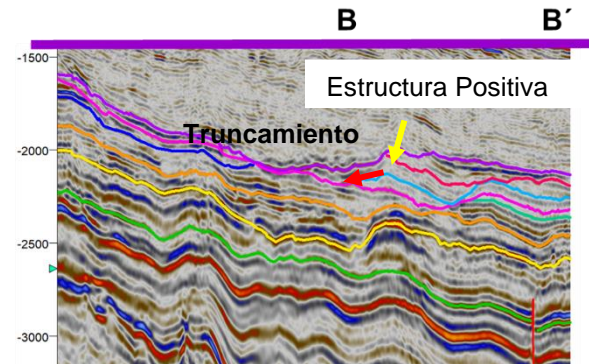 B B´
-1500
Estructura Positiva
Truncamiento
-2000
-2500
-3000